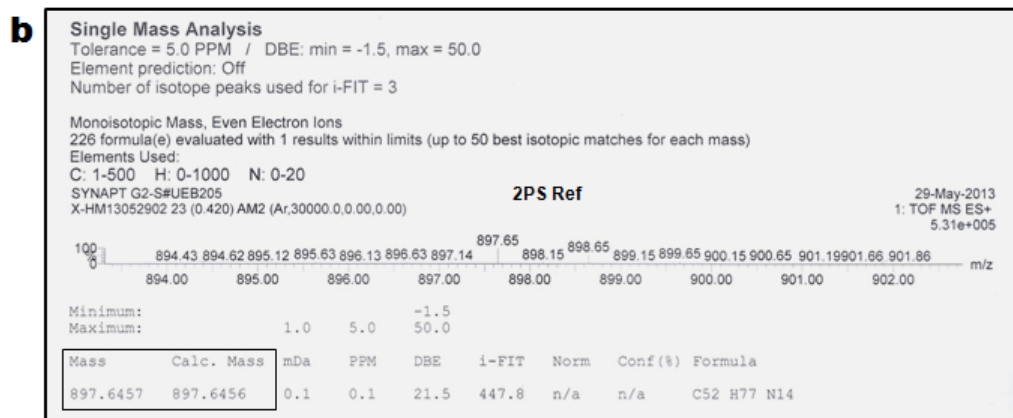 b
Single Mass Analysis
Tolerance = 5.0 PPM / DBE: min = -1.5, max = 50.0
Element prediction: Off
Number of isotope peaks used for i-FIT = 3
Monoisotopic Mass, Even Electron Ions
226 formula(e) evaluated with 1 results within limits (up to 50 best isotopic matches for each mass)
Elements Used:
C: 1-500 H: 0-1000 N: 0-20
SYNAPT G2-S#UEB205 2PS Ref 29-May-2013
X-HM13052902 23 (0.420) AM2 (Ar,30000.0,0.00,0.00) 1: TOF MS ES+
5.31e+005
100
%
0
894.43 894.62 895.12 895.63 896.13 896.63 897.14 897.65 898.15 898.65 899.15 899.65 900.15 900.65 901.19 901.66 901.86
m/z
894.00 895.00 896.00 897.00 898.00 899.00 900.00 901.00 902.00
Minimum: -1.5
Maximum: 1.0 5.0 50.0
Mass Calc. Mass mDa PPM DBE i-FIT Norm Conf(%) Formula
897.6457 897.6456 0.1 0.1 21.5 447.8 n/a n/a C52 H77 N14